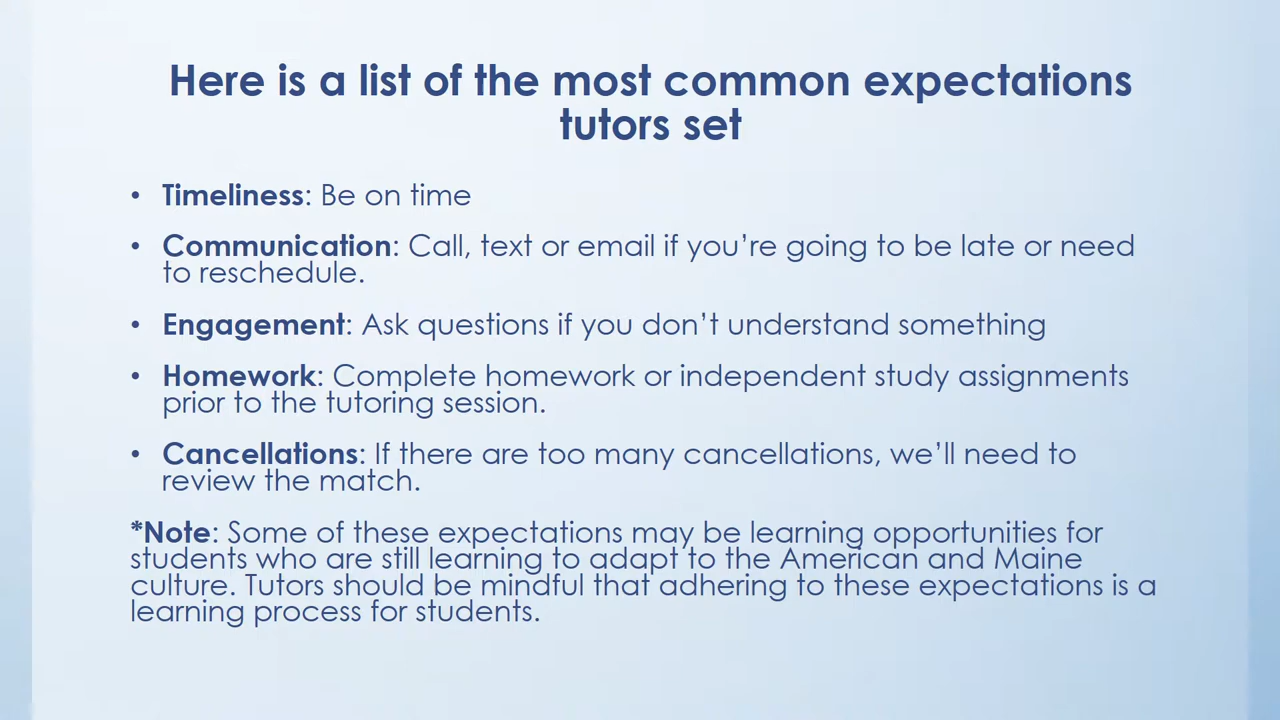 Here is a list of the most common expectations
tutors set
• Timeliness: Be on time
• Communication: Call, text or email if you’re going to be late or need
to reschedule.
• Engagement: Ask questions if you don’t understand something
• Homework: Complete homework or independent study assignments
prior to the tutoring session.
• Cancellations: If there are too many cancellations, we’ll need to
review the match.
*Note: Some of these expectations may be learning opportunities for
students who are still learning to adapt to the American and Maine
culture. Tutors should be mindful that adhering to these expectations is a
learning process for students.